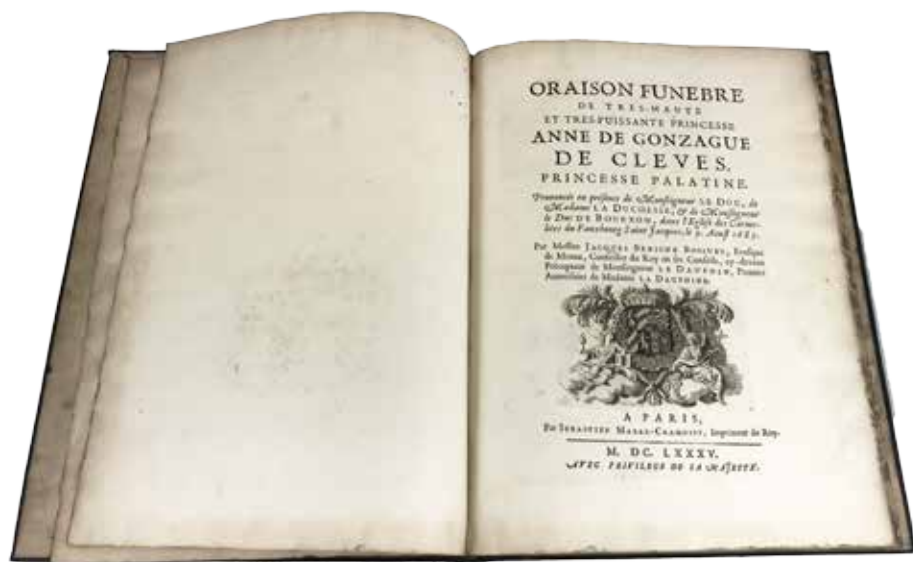 ORAISON FUNEBRE
DE TRES-HAUTE
ET TRES-PUISSANTE PRINCESSE
ANNE DE GONZAGUE
DE CLEVES,
PRINCESSE PALATINE.
Prononcée en présence de Monseigneur LE DUC, de
Madame LA DUCHESSE, & de Monseigneur
le Duc DE BOURBON, dans l'Eglise des Carme-
lites du Fauxbourg Saint Jacques, le 9. Aoust 1685.
Par Messire JACQUES BENIGNE BOSSUET, Evesque
de Meaux, Conseiller du Roy en ses Conseils, cy-devant
Précepteur de Monseigneur LE DAUPHIN, Premier
Aumosnier de Madame LA DAUPHINE.
A PARIS,
Par SEBASTIEN MABRE-CRAMOISY, Imprimeur du Roy.
M. DC. LXXXV.
AVEC PRIVILEGE DE SA MAJESTÉ.